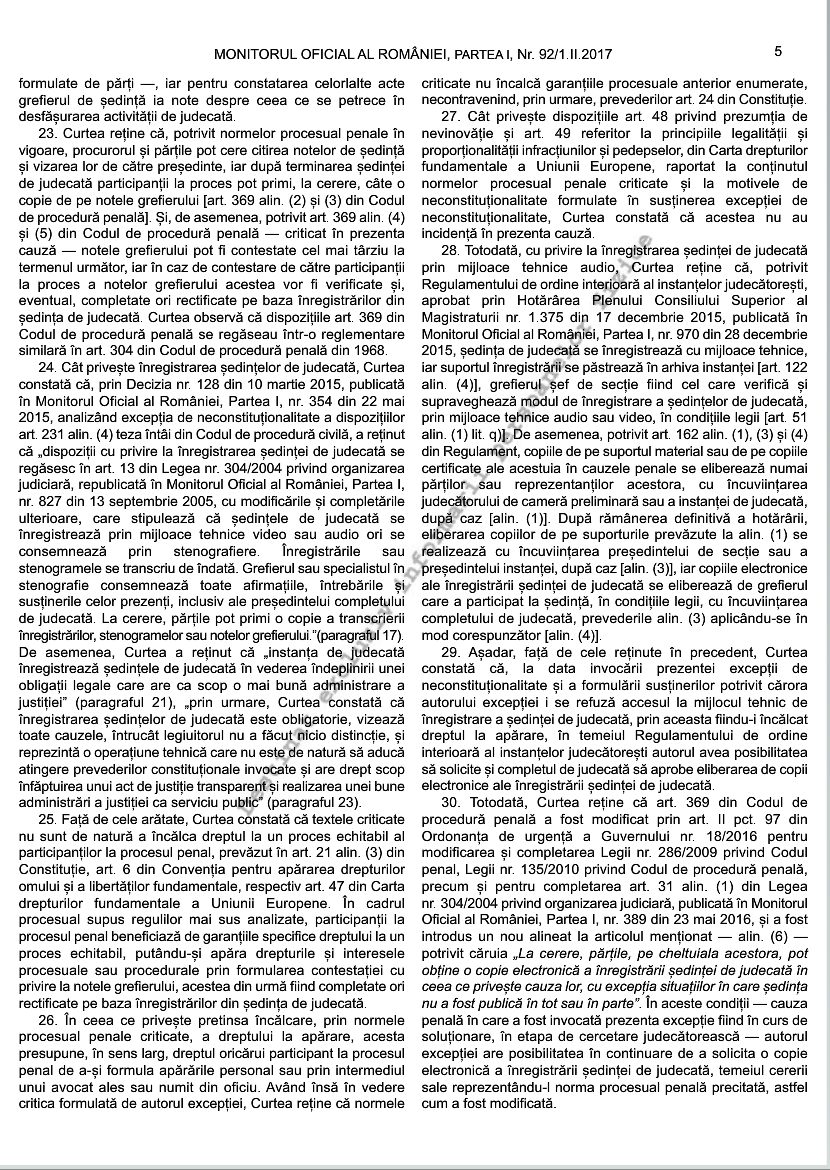 MONITORUL OFICIAL AL ROMÂNIEI, PARTEA I, Nr. 92/1.II.2017
5
formulate de părți —, iar pentru constatarea celorlalte acte
grefierul de ședință ia note despre ceea ce se petrece în
desfășurarea activității de judecată.
23. Curtea reține că, potrivit normelor procesual penale în
vigoare, procurorul și părțile pot cere citirea notelor de ședință
și vizarea lor de către președinte, iar după terminarea ședinței
de judecată participanții la proces pot primi, la cerere, câte o
copie de pe notele grefierului [art. 369 alin. (2) și (3) din Codul
de procedură penală]. Și, de asemenea, potrivit art. 369 alin. (4)
și (5) din Codul de procedură penală — criticat în prezenta
cauză — notele grefierului pot fi contestate cel mai târziu la
termenul următor, iar în caz de contestare de către participanții
la proces a notelor grefierului acestea vor fi verificate și,
eventual, completate ori rectificate pe baza înregistrărilor din
ședința de judecată. Curtea observă că dispozițiile art. 369 din
Codul de procedură penală se regăseau într-o reglementare
similară în art. 304 din Codul de procedură penală din 1968.
24. Cât privește înregistrarea ședințelor de judecată, Curtea
constată că, prin Decizia nr. 128 din 10 martie 2015, publicată
în Monitorul Oficial al României, Partea I, nr. 354 din 22 mai
2015, analizând excepția de neconstituționalitate a dispozițiilor
art. 231 alin. (4) teza întâi din Codul de procedură civilă, a reținut
că „dispoziții cu privire la înregistrarea ședinței de judecată se
regăsesc în art. 13 din Legea nr. 304/2004 privind organizarea
judiciară, republicată în Monitorul Oficial al României, Partea I,
nr. 827 din 13 septembrie 2005, cu modificările și completările
ulterioare, care stipulează că ședințele de judecată se
înregistrează prin mijloace tehnice video sau audio ori se
consemnează prin stenografiere. Înregistrările sau
stenogramele se transcriu de îndată. Grefierul sau specialistul în
stenografie consemnează toate afirmațiile, întrebările și
susținerile celor prezenți, inclusiv ale președintelui completului
de judecată. La cerere, părțile pot primi o copie a transcrierii
înregistrărilor, stenogramelor sau notelor grefierului.”(paragraful 17).
De asemenea, Curtea a reținut că „instanța de judecată
înregistrează ședințele de judecată în vederea îndeplinirii unei
obligații legale care are ca scop o mai bună administrare a
justiției” (paragraful 21), „prin urmare, Curtea constată că
înregistrarea ședințelor de judecată este obligatorie, vizează
toate cauzele, întrucât legiuitorul nu a făcut nicio distincție, și
reprezintă o operațiune tehnică care nu este de natură să aducă
atingere prevederilor constituționale invocate și are drept scop
înfăptuirea unui act de justiție transparent și realizarea unei bune
administrări a justiției ca serviciu public” (paragraful 23).
25. Față de cele arătate, Curtea constată că textele criticate
nu sunt de natură a încălca dreptul la un proces echitabil al
participanților la procesul penal, prevăzut în art. 21 alin. (3) din
Constituție, art. 6 din Convenția pentru apărarea drepturilor
omului și a libertăților fundamentale, respectiv art. 47 din Carta
drepturilor fundamentale a Uniunii Europene. În cadrul
procesual supus regulilor mai sus analizate, participanții la
procesul penal beneficiază de garanțiile specifice dreptului la un
proces echitabil, putându-și apăra drepturile și interesele
procesuale sau procedurale prin formularea contestației cu
privire la notele grefierului, acestea din urmă fiind completate ori
rectificate pe baza înregistrărilor din ședința de judecată.
26. În ceea ce privește pretinsa încălcare, prin normele
procesual penale criticate, a dreptului la apărare, acesta
presupune, în sens larg, dreptul oricărui participant la procesul
penal de a-și formula apărările personal sau prin intermediul
unui avocat ales sau numit din oficiu. Având însă în vedere
critica formulată de autorul excepției, Curtea reține că normele
criticate nu încalcă garanțiile procesuale anterior enumerate,
necontravenind, prin urmare, prevederilor art. 24 din Constituție.
27. Cât privește dispozițiile art. 48 privind prezumția de
nevinovăție și art. 49 referitor la principiile legalității și
proporționalității infracțiunilor și pedepselor, din Carta drepturilor
fundamentale a Uniunii Europene, raportat la conținutul
normelor procesual penale criticate și la motivele de
neconstituționalitate formulate în susținerea excepției de
neconstituționalitate, Curtea constată că acestea nu au
incidență în prezenta cauză.
28. Totodată, cu privire la înregistrarea ședinței de judecată
prin mijloace tehnice audio, Curtea reține că, potrivit
Regulamentului de ordine interioară al instanțelor judecătorești,
aprobat prin Hotărârea Plenului Consiliului Superior al
Magistraturii nr. 1.375 din 17 decembrie 2015, publicată în
Monitorul Oficial al României, Partea I, nr. 970 din 28 decembrie
2015, ședința de judecată se înregistrează cu mijloace tehnice,
iar suportul înregistrării se păstrează în arhiva instanței [art. 122
alin. (4)], grefierul șef de secție fiind cel care verifică și
supraveghează modul de înregistrare a ședințelor de judecată,
prin mijloace tehnice audio sau video, în condițiile legii [art. 51
alin. (1) lit. q)]. De asemenea, potrivit art. 162 alin. (1), (3) și (4)
din Regulament, copiile de pe suportul material sau de pe copiile
certificate ale acestuia în cauzele penale se eliberează numai
părților sau reprezentanților acestora, cu încuviințarea
judecătorului de cameră preliminară sau a instanței de judecată,
după caz [alin. (1)]. După rămânerea definitivă a hotărârii,
eliberarea copiilor de pe suporturile prevăzute la alin. (1) se
realizează cu încuviințarea președintelui de secție sau a
președintelui instanței, după caz [alin. (3)], iar copiile electronice
ale înregistrării ședinței de judecată se eliberează de grefierul
care a participat la ședință, în condițiile legii, cu încuviințarea
completului de judecată, prevederile alin. (3) aplicându-se în
mod corespunzător [alin. (4)].
29. Așadar, față de cele reținute în precedent, Curtea
constată că, la data invocării prezentei excepții de
neconstituționalitate și a formulării susținerilor potrivit cărora
autorului excepției i se refuză accesul la mijlocul tehnic de
înregistrare a ședinței de judecată, prin aceasta fiindu-i încălcat
dreptul la apărare, în temeiul Regulamentului de ordine
interioară al instanțelor judecătorești autorul avea posibilitatea
să solicite și completul de judecată să aprobe eliberarea de copii
electronice ale înregistrării ședinței de judecată.
30. Totodată, Curtea reține că art. 369 din Codul de
procedură penală a fost modificat prin art. II pct. 97 din
Ordonanța de urgență a Guvernului nr. 18/2016 pentru
modificarea și completarea Legii nr. 286/2009 privind Codul
penal, Legii nr. 135/2010 privind Codul de procedură penală,
precum și pentru completarea art. 31 alin. (1) din Legea
nr. 304/2004 privind organizarea judiciară, publicată în Monitorul
Oficial al României, Partea I, nr. 389 din 23 mai 2016, și a fost
introdus un nou alineat la articolul menționat — alin. (6) —
potrivit căruia „La cerere, părțile, pe cheltuiala acestora, pot
obține o copie electronică a înregistrării ședinței de judecată în
ceea ce privește cauza lor, cu excepția situațiilor în care ședința
nu a fost publică în tot sau în parte”. În aceste condiții — cauza
penală în care a fost invocată prezenta excepție fiind în curs de
soluționare, în etapa de cercetare judecătorească — autorul
excepției are posibilitatea în continuare de a solicita o copie
electronică a înregistrării ședinței de judecată, temeiul cererii
sale reprezentându-l norma procesual penală precitată, astfel
cum a fost modificată.
Destinat exclusiv informării persoanelor fizice